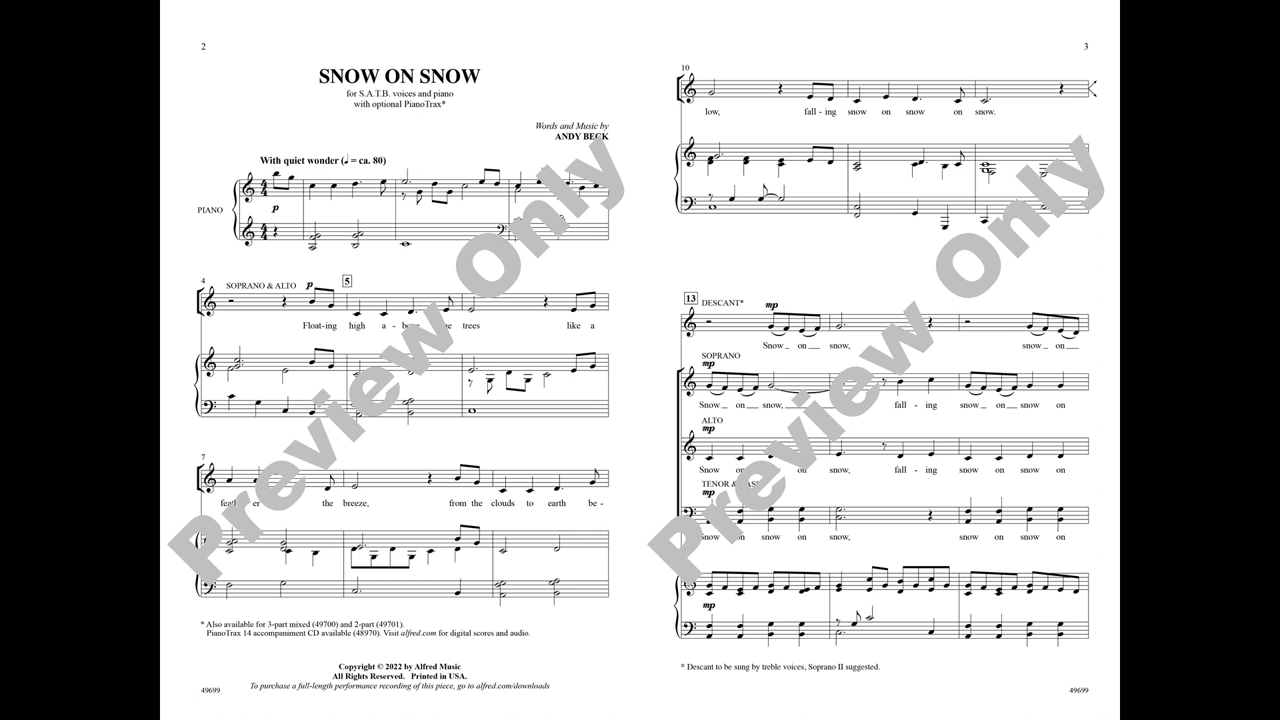 2
SNOW ON SNOW
for S.A.T.B. voices and piano
with optional PianoTrax*
Words and Music by
ANDY BECK
With quiet wonder (♩ = ca. 80)
PIANO
p
4
SOPRANO & ALTO p 5
Float-ing high a - trees like a
7
the breeze, from the clouds to earth be -
* Also available for 3-part mixed (49700) and 2-part (49701).
PianoTrax 14 accompaniment CD available (48970). Visit alfred.com for digital scores and audio.
Copyright © 2022 by Alfred Music
All Rights Reserved. Printed in USA.
To purchase a full-length performance recording of this piece, go to alfred.com/downloads
49699
3
10
low, fall - ing snow on snow on snow.
13 DESCANT* mp
Snow on snow, snow on
SOPRANO
mp
Snow on snow, fall - ing snow on snow on
ALTO
mp
Snow on snow, fall - ing snow on snow on
TENOR &
mp
Snow on snow on snow, snow on snow on
mp
* Descant to be sung by treble voices, Soprano II suggested.
49699
Preview Only
Preview Only